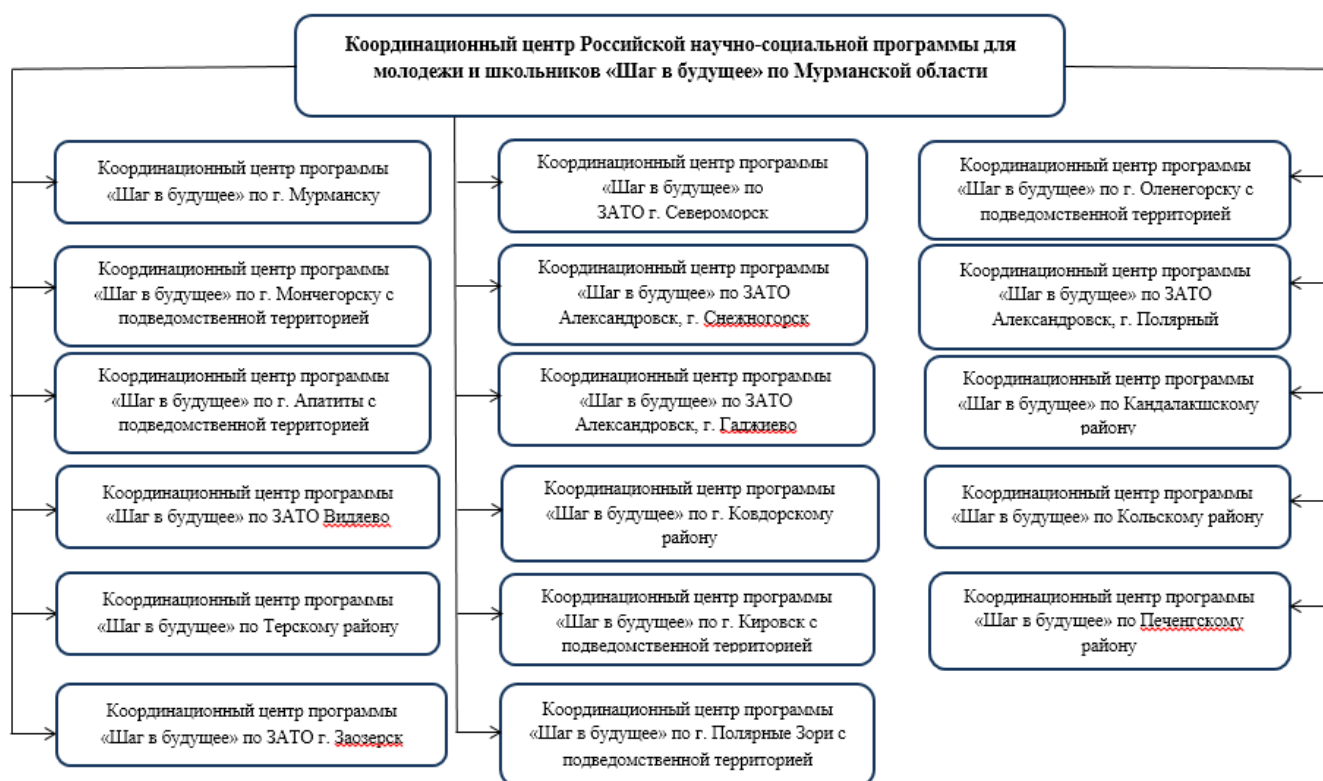 Координационный центр Российской научно-социальной программы для
молодежи и школьников «Шаг в будущее» по Мурманской области
Координационный центр программы
«Шаг в будущее» по г. Мурманску
Координационный центр программы
«Шаг в будущее» по г. Мончегорску с
подведомственной территорией
Координационный центр программы
«Шаг в будущее» по г. Апатиты с
подведомственной территорией
Координационный центр программы
«Шаг в будущее» по ЗАТО Видяево
Координационный центр программы
«Шаг в будущее» по Терскому району
Координационный центр программы
«Шаг в будущее» по ЗАТО г. Заозерск
Координационный центр программы
«Шаг в будущее» по
ЗАТО г. Североморск
Координационный центр программы
«Шаг в будущее» по ЗАТО
Александровск, г. Снежногорск
Координационный центр программы
«Шаг в будущее» по ЗАТО
Александровск, г. Гаджиево
Координационный центр программы
«Шаг в будущее» по г. Ковдорскому
району
Координационный центр программы
«Шаг в будущее» по г. Кировск с
подведомственной территорией
Координационный центр программы
«Шаг в будущее» по г. Полярные Зори с
подведомственной территорией
Координационный центр программы
«Шаг в будущее» по г. Оленегорску с
подведомственной территорией
Координационный центр программы
«Шаг в будущее» по ЗАТО
Александровск, г. Полярный
Координационный центр программы
«Шаг в будущее» по Кандалакшскому
району
Координационный центр программы
«Шаг в будущее» по Кольскому району
Координационный центр программы
«Шаг в будущее» по Печенгскому
району